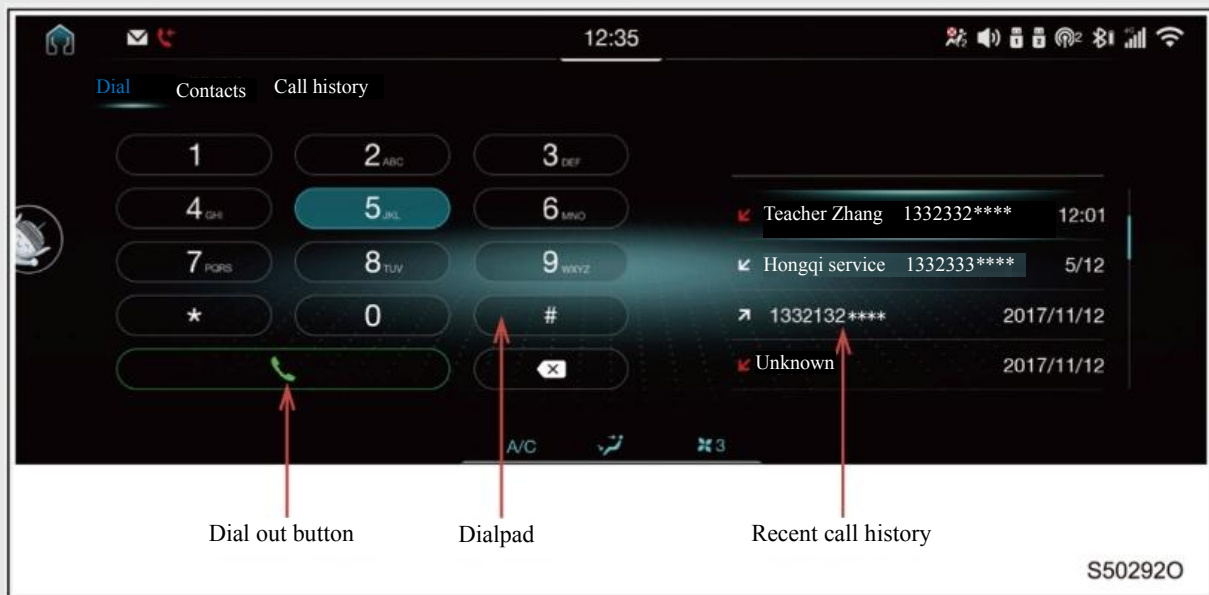 12:35
2
4G
Dial Contacts Call history
1 2 ABC 3 DEF
4 GHI 5 JKL 6 MNO
7 PQRS 8 TUV 9 WXYZ
* 0 #
Teacher Zhang 1332332**** 12:01
Hongqi service 1332333**** 5/12
1332132**** 2017/11/12
Unknown 2017/11/12
A/C 3
Dial out button Dialpad Recent call history
S50292O